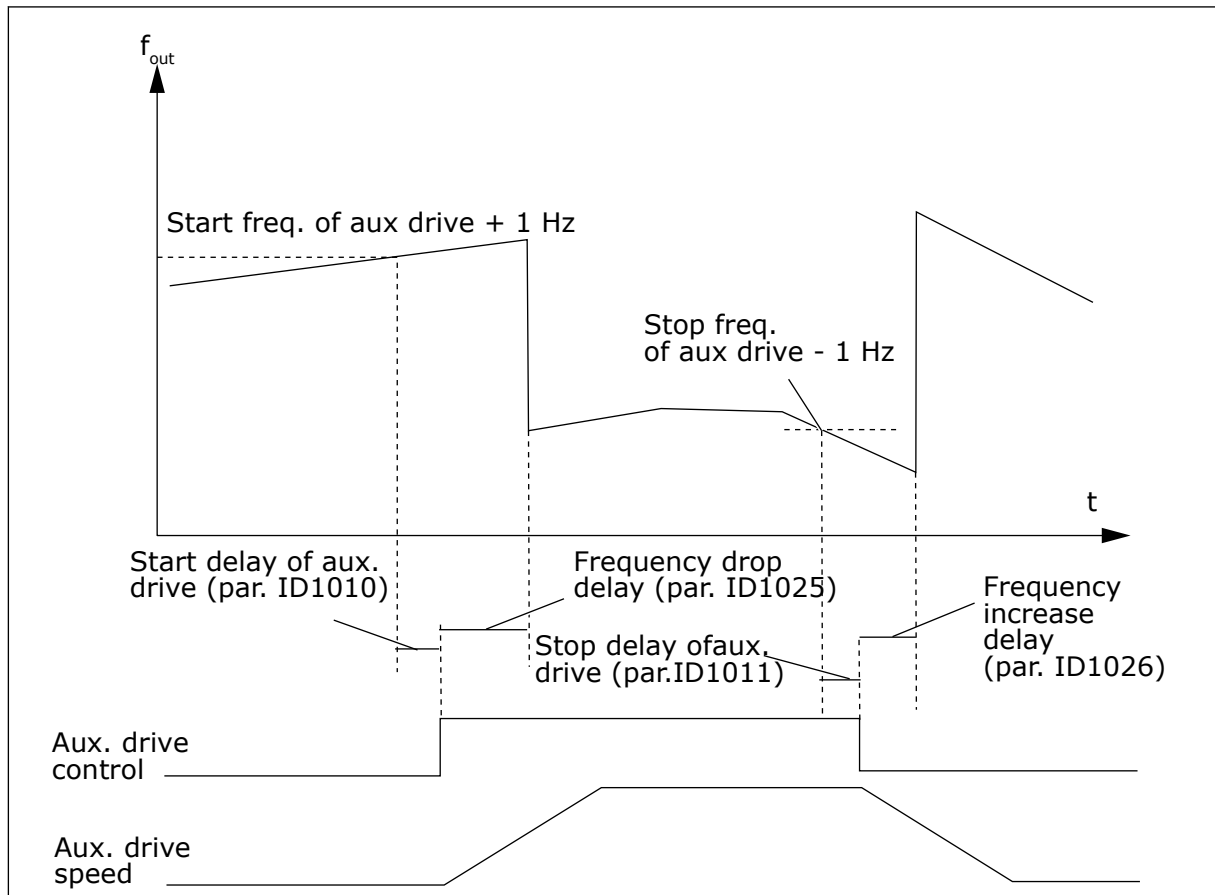 f_out
Start freq. of aux drive + 1 Hz
Stop freq.
of aux drive - 1 Hz
t
Start delay of aux.
drive (par. ID1010)
Frequency drop
delay (par. ID1025)
Frequency
increase
delay
(par. ID1026)
Stop delay ofaux.
drive (par.ID1011)
Aux. drive
control
Aux. drive
speed